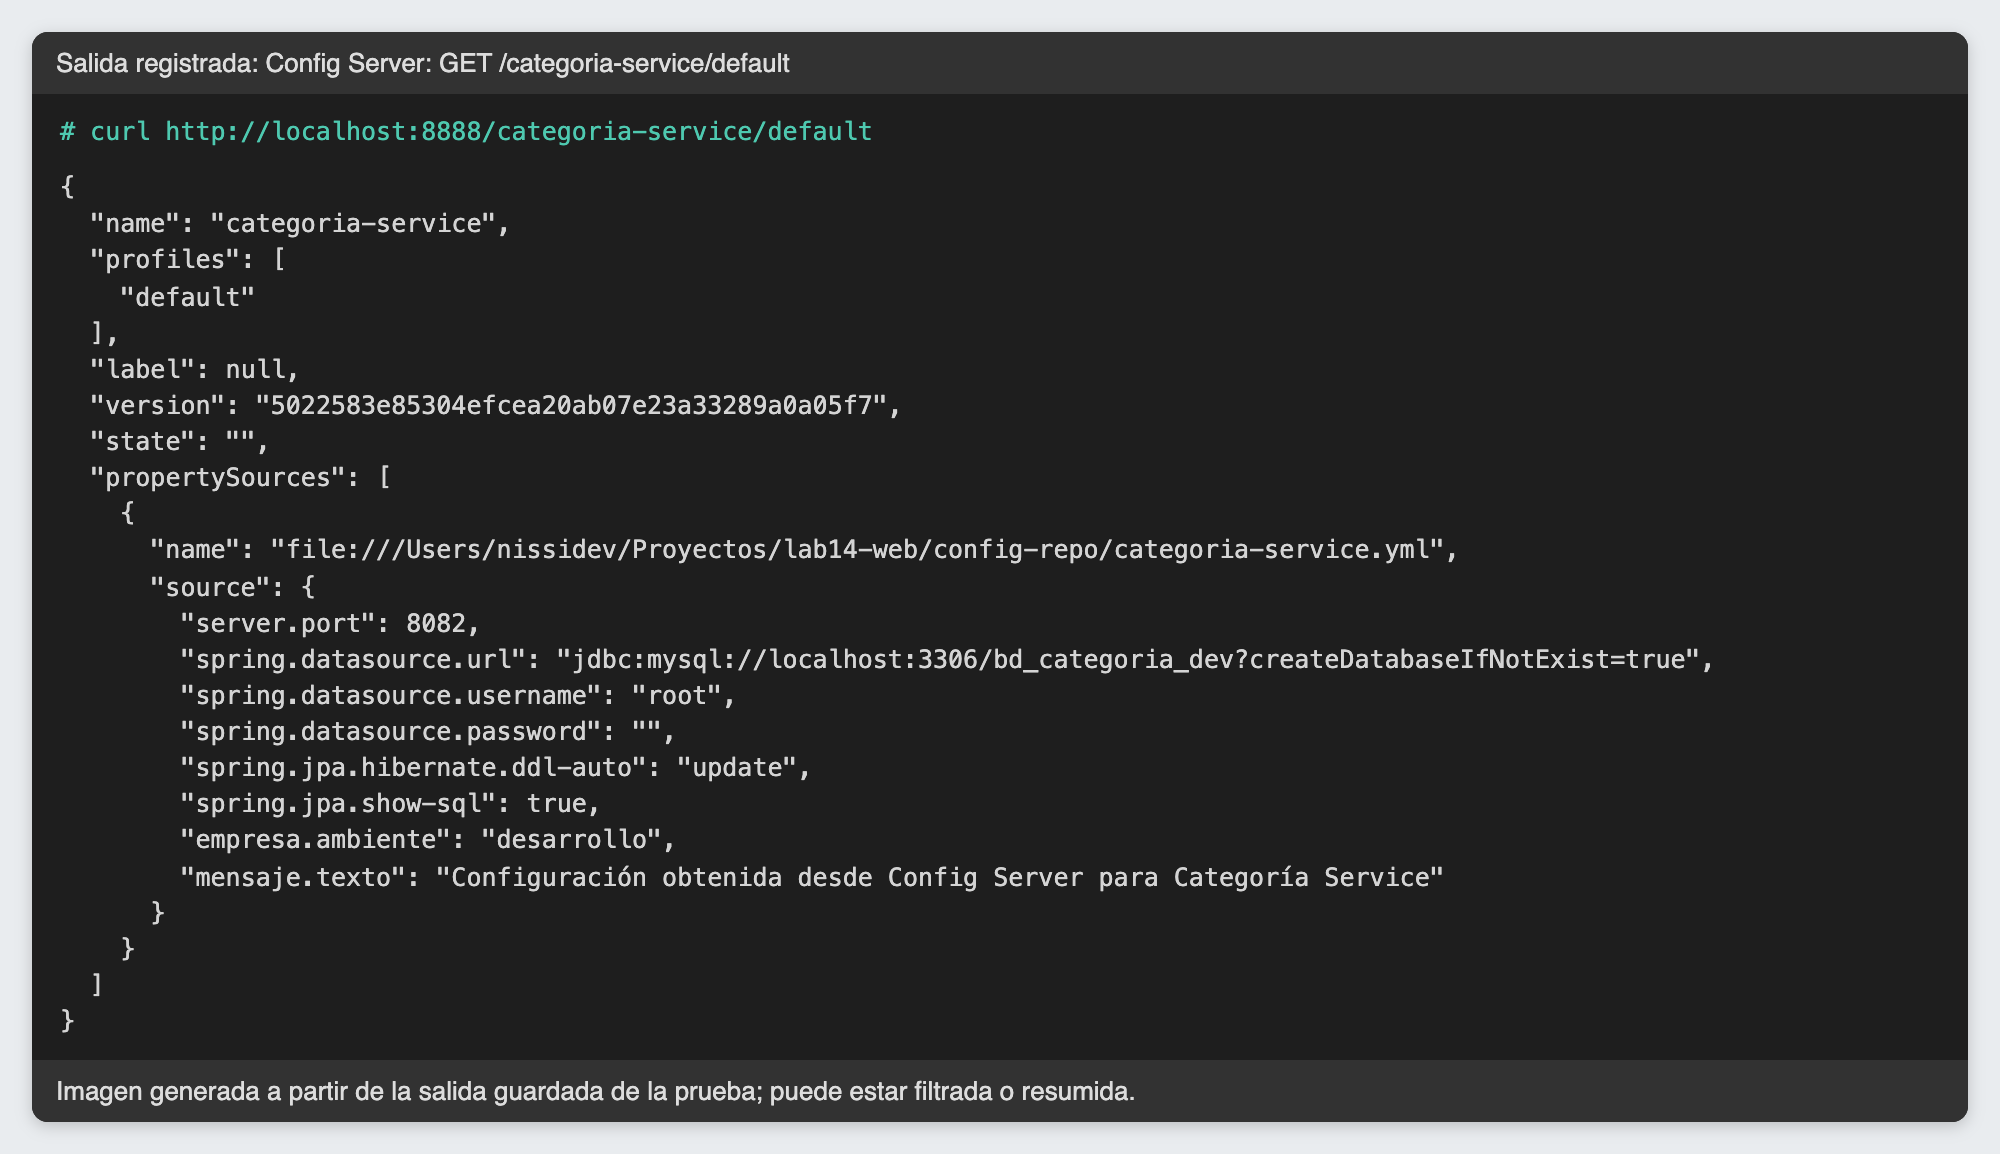 Salida registrada: Config Server: GET /categoria-service/default
# curl http://localhost:8888/categoria-service/default
{
  "name": "categoria-service",
  "profiles": [
    "default"
  ],
  "label": null,
  "version": "5022583e85304efcea20ab07e23a33289a0a05f7",
  "state": "",
  "propertySources": [
    {
      "name": "file:///Users/nissidev/Proyectos/lab14-web/config-repo/categoria-service.yml",
      "source": {
        "server.port": 8082,
        "spring.datasource.url": "jdbc:mysql://localhost:3306/bd_categoria_dev?createDatabaseIfNotExist=true",
        "spring.datasource.username": "root",
        "spring.datasource.password": "",
        "spring.jpa.hibernate.ddl-auto": "update",
        "spring.jpa.show-sql": true,
        "empresa.ambiente": "desarrollo",
        "mensaje.texto": "Configuración obtenida desde Config Server para Categoría Service"
      }
    }
  ]
}
Imagen generada a partir de la salida guardada de la prueba; puede estar filtrada o resumida.